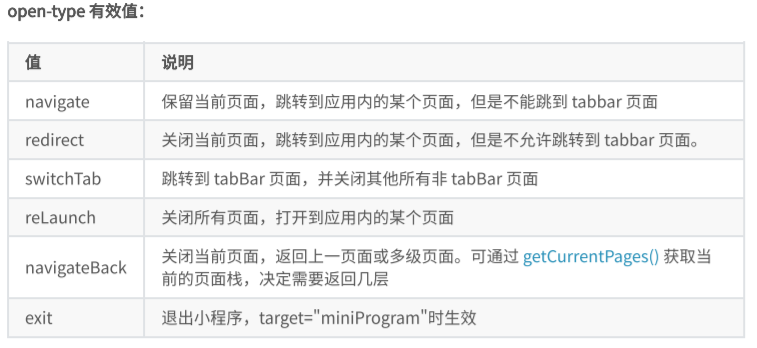 open-type 有效值：
值 说明
navigate 保留当前页面，跳转到应用内的某个页面，但是不能跳到 tabbar 页面
redirect 关闭当前页面，跳转到应用内的某个页面，但是不允许跳转到 tabbar 页面。
switchTab 跳转到 tabBar 页面，并关闭其他所有非 tabBar 页面
reLaunch 关闭所有页面，打开到应用内的某个页面
navigateBack 关闭当前页面，返回上一页面或多级页面。可通过 getCurrentPages() 获取当
前的页面栈，决定需要返回几层
exit 退出小程序，target="miniProgram"时生效